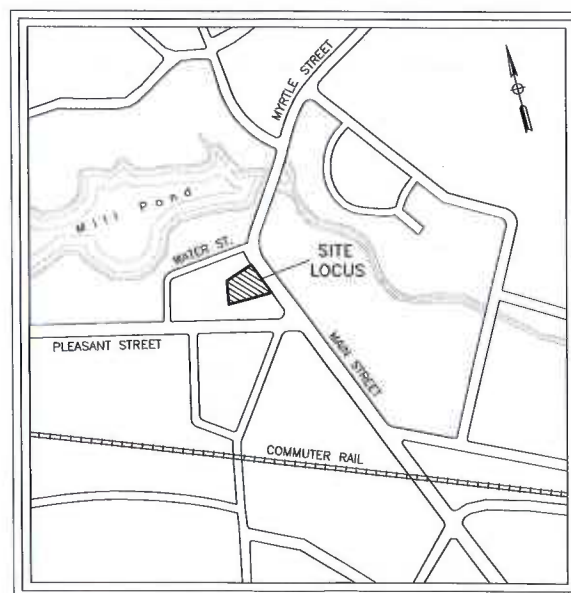 MYRTLE STREET
Mill Pond
WATER ST.
SITE
LOCUS
PLEASANT STREET
MAIN STREET
COMMUTER RAIL